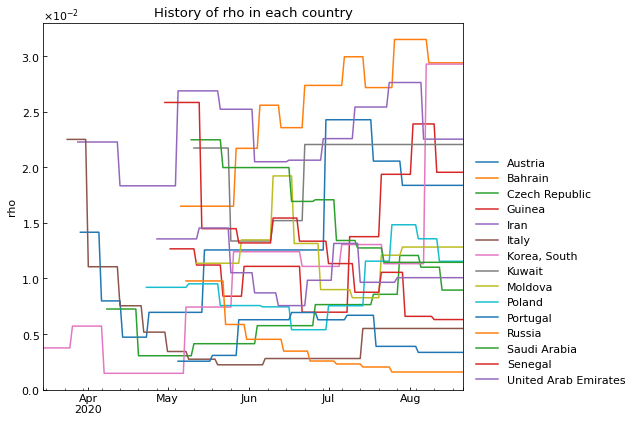 History of rho in each country
×10⁻²
3.0
2.5
2.0
1.5
1.0
0.5
0.0
rho
Apr
2020
May
Jun
Jul
Aug
Austria
Bahrain
Czech Republic
Guinea
Iran
Italy
Korea, South
Kuwait
Moldova
Poland
Portugal
Russia
Saudi Arabia
Senegal
United Arab Emirates